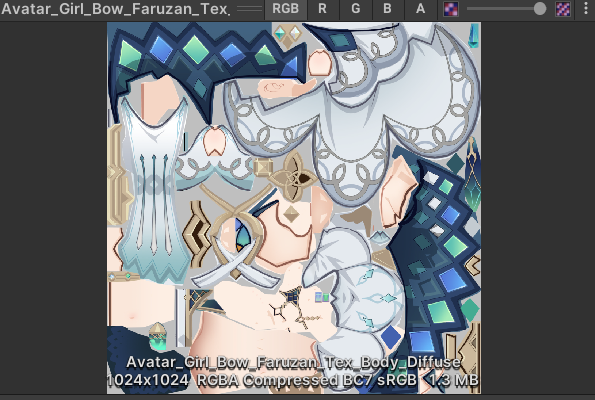 Avatar_Girl_Bow_Faruzan_Tex_ RGB R G B A
Avatar_Girl_Bow_Faruzan_Tex_Body_Diffuse
1024x1024 RGBA Compressed BC7 sRGB 1.3 MB